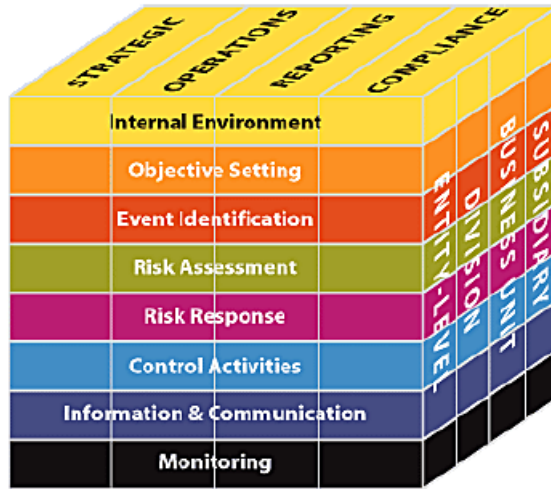 STRATEGIC
OPERATIONS
REPORTING
COMPLIANCE
Internal Environment
Objective Setting
Event Identification
Risk Assessment
Risk Response
Control Activities
Information & Communication
Monitoring
ENTITY-LEVEL
DIVISION
BUSINESS UNIT
SUBSIDIARY